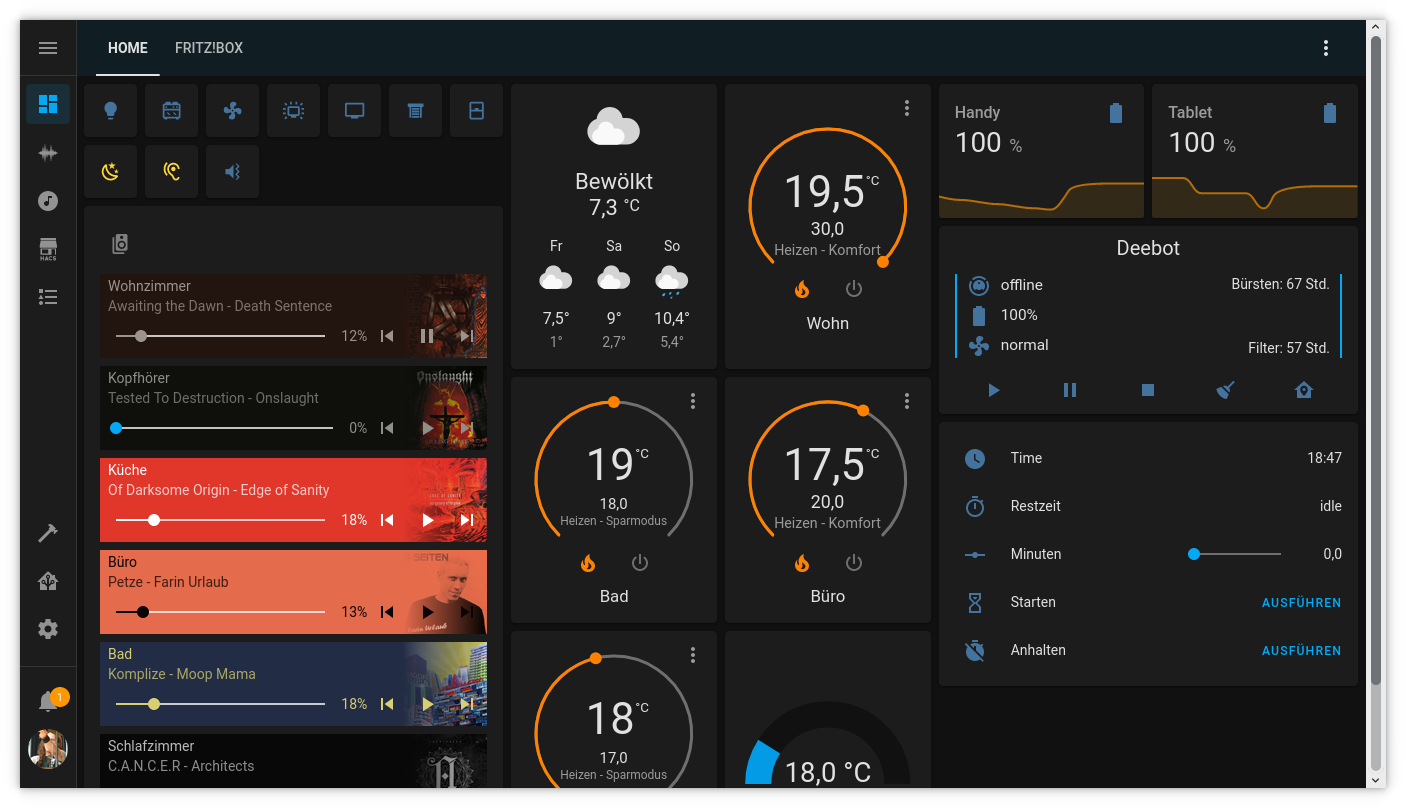 HOME
FRITZ!BOX
HACS
1
Wohnzimmer
Awaiting the Dawn - Death Sentence
12%
Kopfhörer
Tested To Destruction - Onslaught
Onslaught
0%
Küche
Of Darksome Origin - Edge of Sanity
EDGE OF SANITY
18%
Büro
Petze - Farin Urlaub
SEITEN
Farin Urlaub
13%
Bad
Komplize - Moop Mama
18%
Schlafzimmer
C.A.N.C.E.R - Architects
Bewölkt
7,3 °C
Fr Sa So
7,5° 9° 10,4°
1° 2,7° 5,4°
19,5 °C
30,0
Heizen - Komfort
Wohn
19 °C
18,0
Heizen - Sparmodus
Bad
17,5 °C
20,0
Heizen - Komfort
Büro
18 °C
17,0
Heizen - Sparmodus
18,0 °C
Handy
100 %
Tablet
100 %
Deebot
offline
Bürsten: 67 Std.
100%
normal
Filter: 57 Std.
Time 18:47
Restzeit idle
Minuten 0,0
Starten AUSFÜHREN
Anhalten AUSFÜHREN